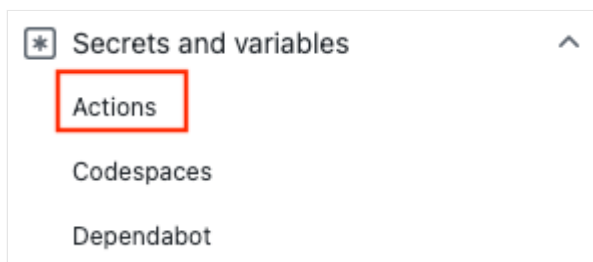 Secrets and variables
Actions
Codespaces
Dependabot